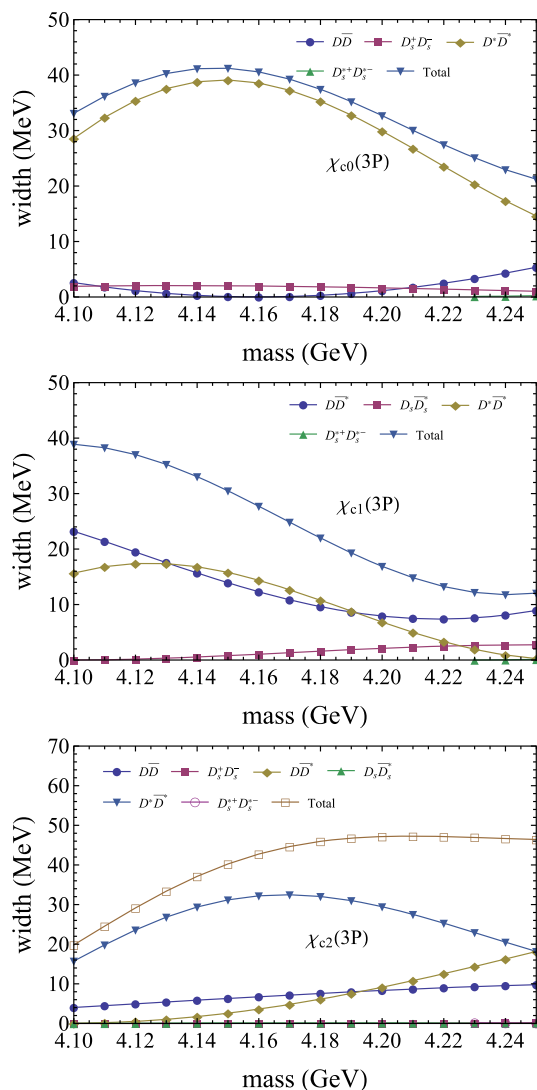 50
40
30
20
10
0
width (MeV)
DD̅ D_s^+D_s^- D*D̅*
D_s^{*+}D_s^{*-} Total
χ_c0(3P)
4.10 4.12 4.14 4.16 4.18 4.20 4.22 4.24
mass (GeV)
50
40
30
20
10
0
width (MeV)
DD̅* D_sD̅_s* D*D̅*
D_s^{*+}D_s^{*-} Total
χ_c1(3P)
4.10 4.12 4.14 4.16 4.18 4.20 4.22 4.24
mass (GeV)
70
60
50
40
30
20
10
0
width (MeV)
DD̅ D_s^+D_s^- DD̅* D_sD̅_s*
D*D̅* D_s^{*+}D_s^{*-} Total
χ_c2(3P)
4.10 4.12 4.14 4.16 4.18 4.20 4.22 4.24
mass (GeV)